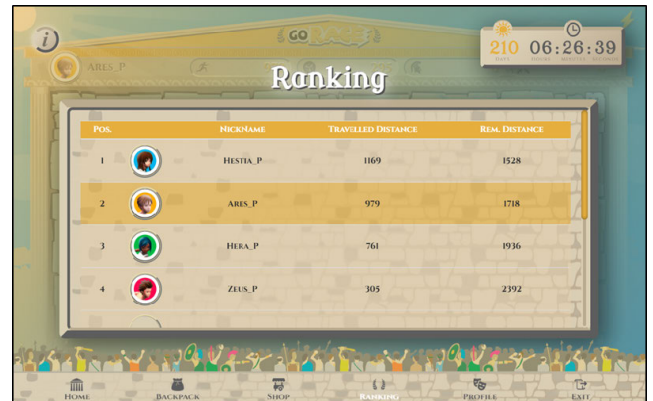 i
GO
210 06:26:39
DAYS HOURS MINUTES SECONDS
ARES_P
Ranking
POS. NICKNAME TRAVELLED DISTANCE REM. DISTANCE
1 HESTIA_P 1169 1528
2 ARES_P 979 1718
3 HERA_P 761 1936
4 ZEUS_P 305 2392
HOME BACKPACK SHOP RANKING PROFILE EXIT